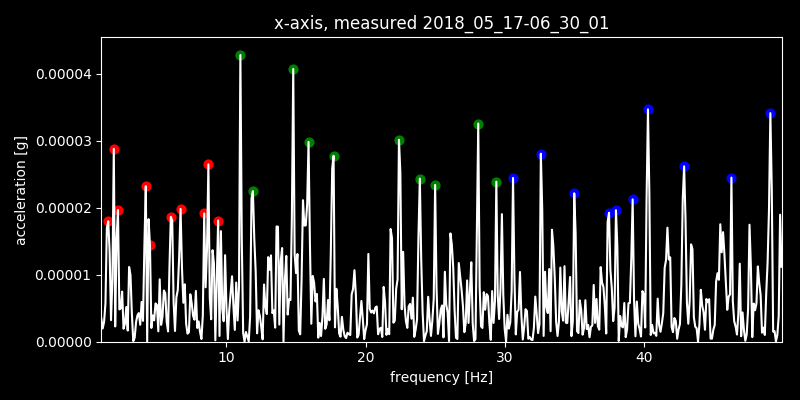 x-axis, measured 2018_05_17-06_30_01
0.00004
0.00003
0.00002
0.00001
0.00000
acceleration [g]
10 20 30 40
frequency [Hz]